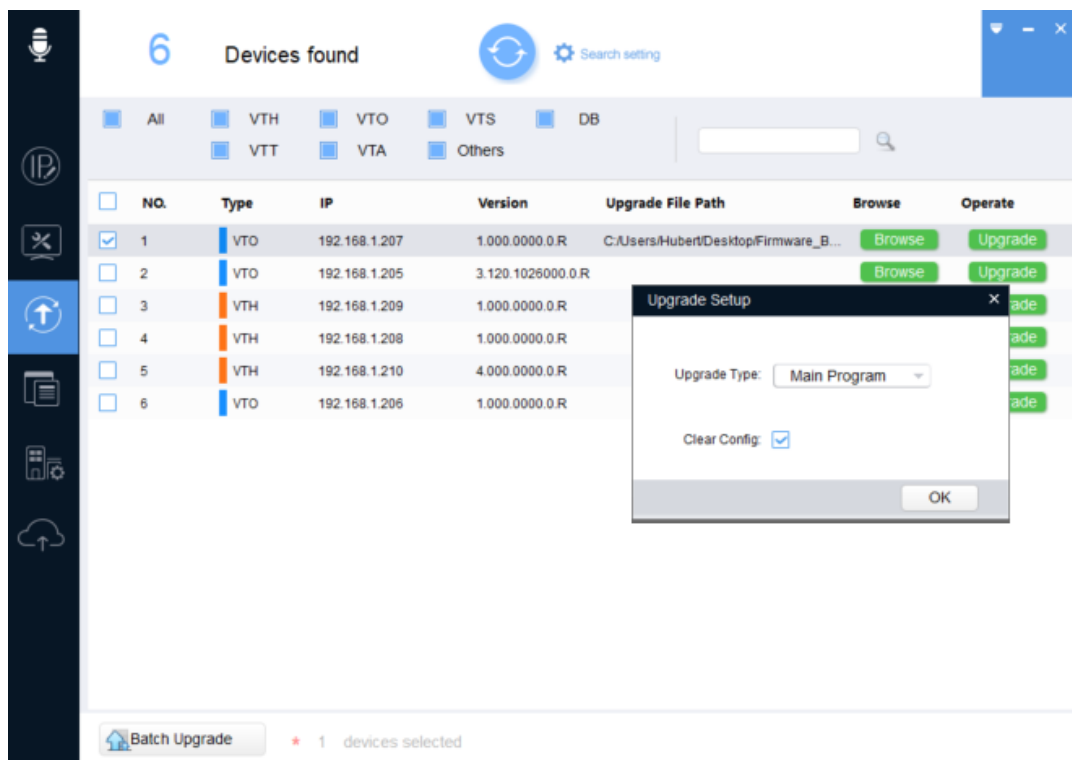 6 Devices found Search setting
All VTH VTO VTS DB
VTT VTA Others
NO. Type IP Version Upgrade File Path Browse Operate
1 VTO 192.168.1.207 1.000.0000.0.R C:/Users/Hubert/Desktop/Firmware_B... Browse Upgrade
2 VTO 192.168.1.205 3.120.1026000.0.R Browse Upgrade
Upgrade Setup
3 VTH 192.168.1.209 1.000.0000.0.R ade
4 VTH 192.168.1.208 1.000.0000.0.R ade
5 VTH 192.168.1.210 4.000.0000.0.R ade
6 VTO 192.168.1.206 1.000.0000.0.R ade
Upgrade Type: Main Program
Clear Config:
OK
Batch Upgrade * 1 devices selected